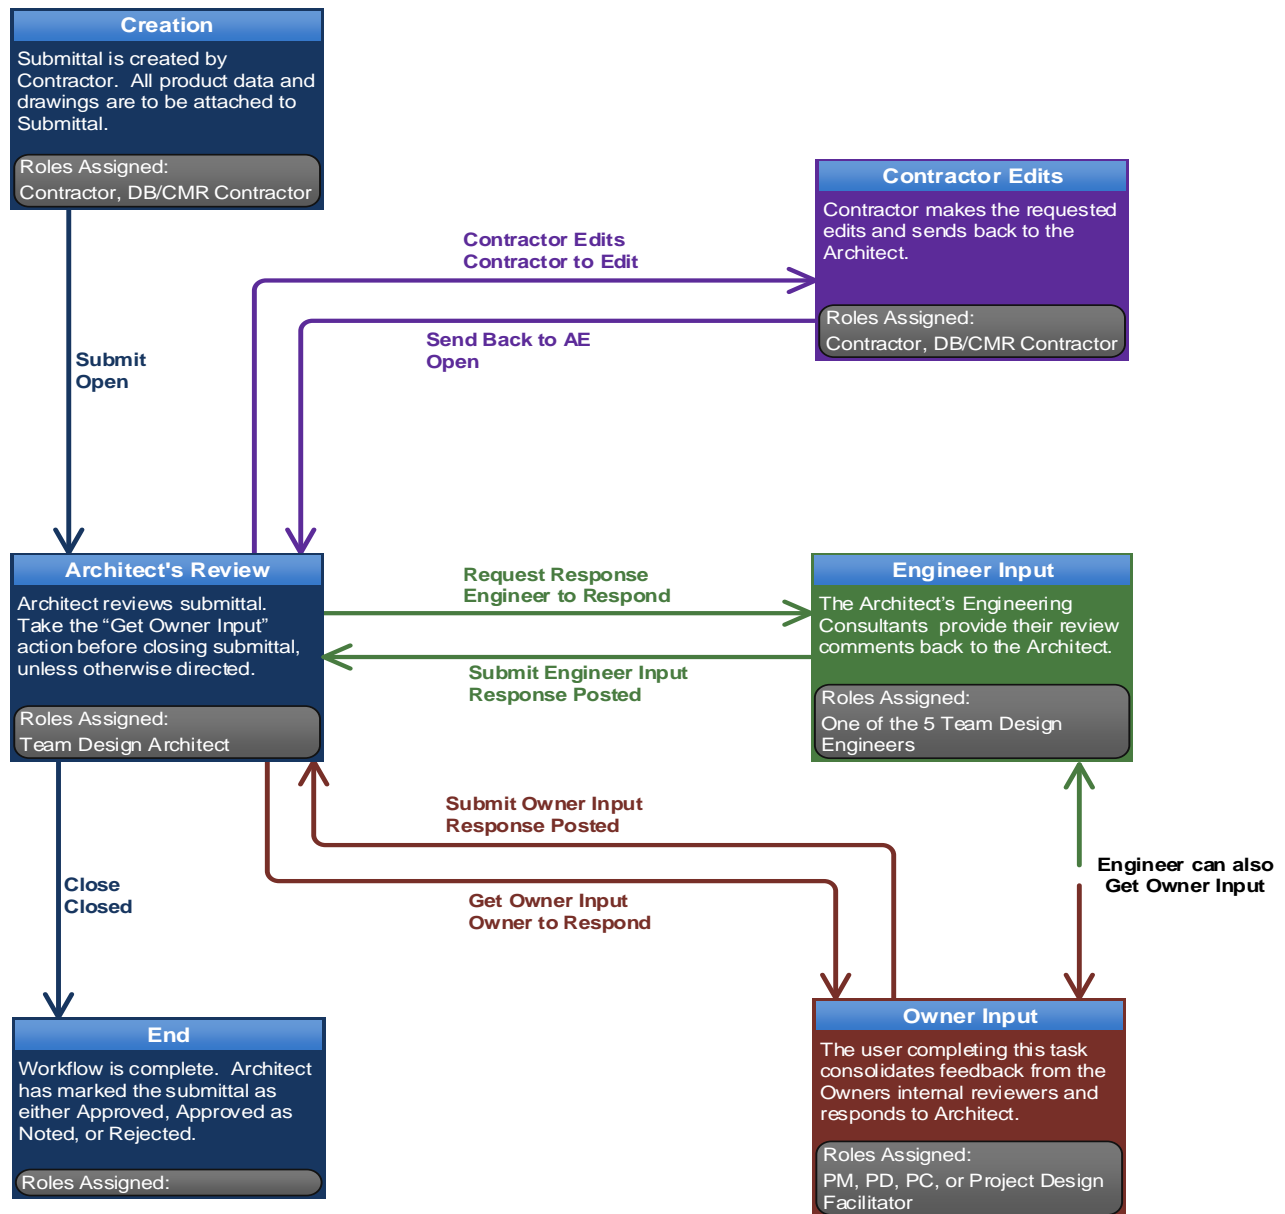 Creation
Submittal is created by
Contractor.  All product data and
drawings are to be attached to
Submittal.
Roles Assigned:
Contractor, DB/CMR Contractor
Contractor Edits
Contractor makes the requested
edits and sends back to the
Architect.
Roles Assigned:
Contractor, DB/CMR Contractor
Contractor Edits
Contractor to Edit
Send Back to AE
Open
Submit
Open
Architect's Review
Architect reviews submittal.
Take the “Get Owner Input”
action before closing submittal,
unless otherwise directed.
Roles Assigned:
Team Design Architect
Request Response
Engineer to Respond
Submit Engineer Input
Response Posted
Engineer Input
The Architect’s Engineering
Consultants  provide their review
comments back to the Architect.
Roles Assigned:
One of the 5 Team Design
Engineers
Submit Owner Input
Response Posted
Get Owner Input
Owner to Respond
Engineer can also
Get Owner Input
Close
Closed
End
Workflow is complete.  Architect
has marked the submittal as
either Approved, Approved as
Noted, or Rejected.
Roles Assigned:
Owner Input
The user completing this task
consolidates feedback from the
Owners internal reviewers and
responds to Architect.
Roles Assigned:
PM, PD, PC, or Project Design
Facilitator